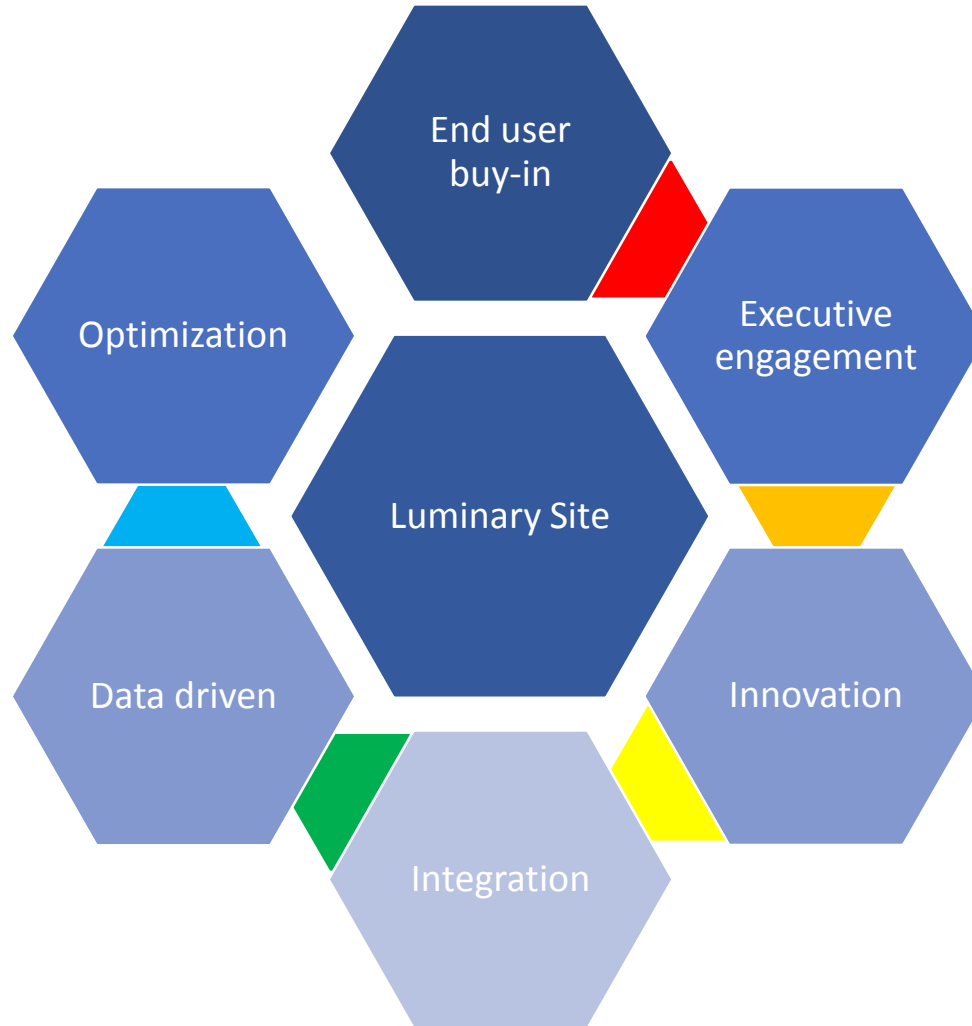 End user
buy-in
Executive
engagement
Optimization
Luminary Site
Innovation
Data driven
Integration